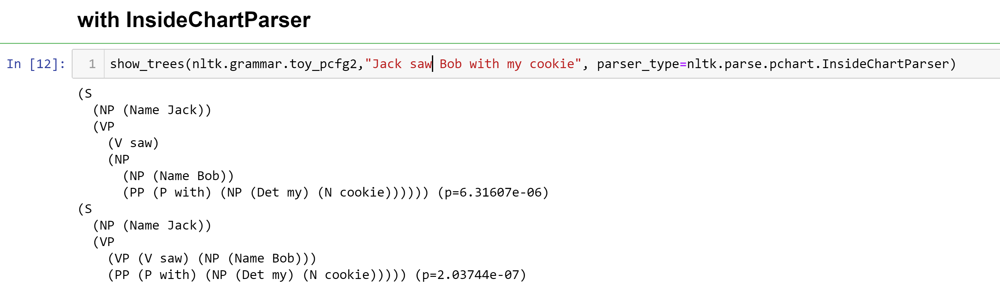 with InsideChartParser
In [12]: 1 show_trees(nltk.grammar.toy_pcfg2,"Jack saw Bob with my cookie", parser_type=nltk.parse.pchart.InsideChartParser)
(S
  (NP (Name Jack))
  (VP
    (V saw)
    (NP
      (NP (Name Bob))
      (PP (P with) (NP (Det my) (N cookie)))))) (p=6.31607e-06)
(S
  (NP (Name Jack))
  (VP
    (VP (V saw) (NP (Name Bob)))
    (PP (P with) (NP (Det my) (N cookie))))) (p=2.03744e-07)